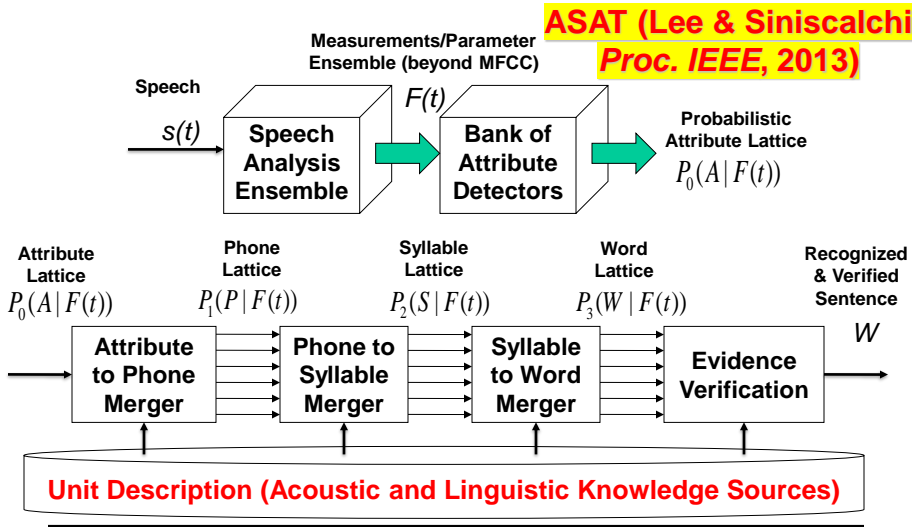 ASAT (Lee & Siniscalchi
Proc. IEEE, 2013)
Measurements/Parameter
Ensemble (beyond MFCC)
Speech
s(t)
F(t)
Speech
Analysis
Ensemble
Bank of
Attribute
Detectors
Probabilistic
Attribute Lattice
P₀(A | F(t))
Attribute
Lattice
P₀(A | F(t))
Phone
Lattice
P₁(P | F(t))
Syllable
Lattice
P₂(S | F(t))
Word
Lattice
P₃(W | F(t))
Recognized
& Verified
Sentence
W
Attribute
to Phone
Merger
Phone to
Syllable
Merger
Syllable
to Word
Merger
Evidence
Verification
Unit Description (Acoustic and Linguistic Knowledge Sources)